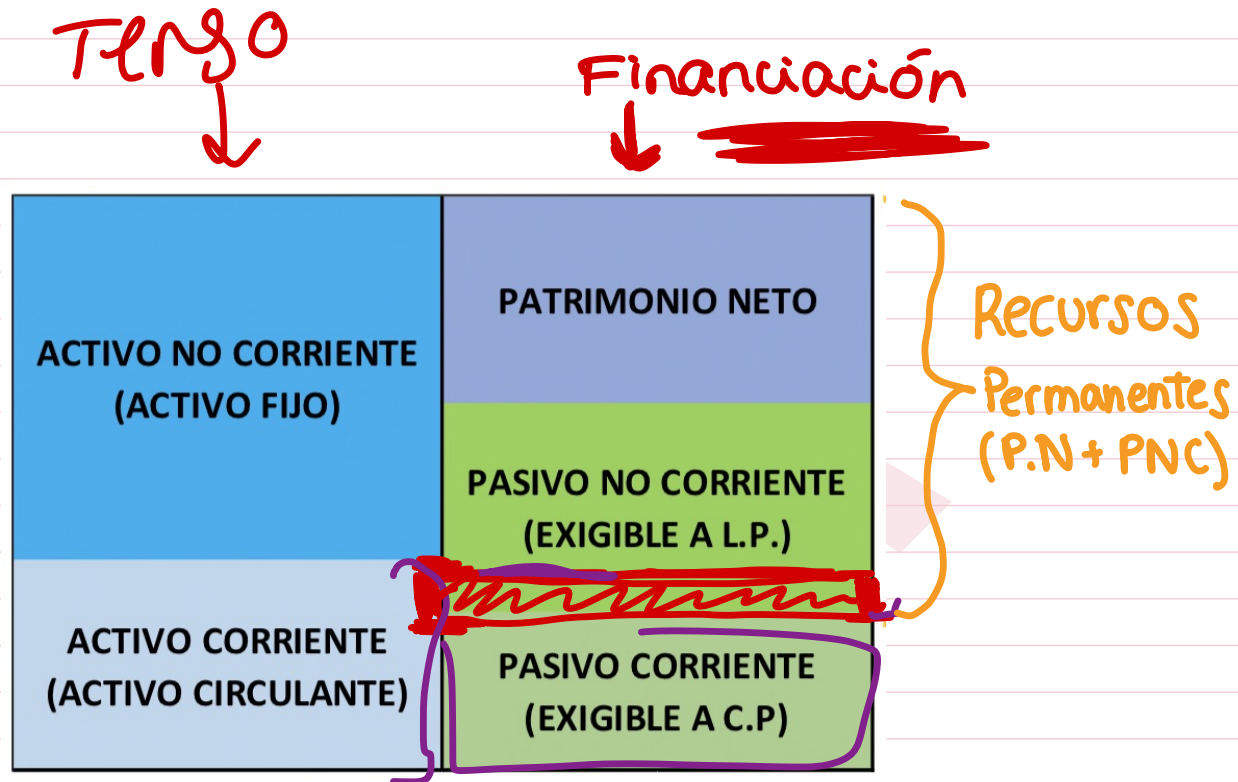 Tengo
Financiación
ACTIVO NO CORRIENTE
(ACTIVO FIJO)
ACTIVO CORRIENTE
(ACTIVO CIRCULANTE)
PATRIMONIO NETO
PASIVO NO CORRIENTE
(EXIGIBLE A L.P.)
PASIVO CORRIENTE
(EXIGIBLE A C.P)
Recursos
Permanentes
(P.N + PNC)